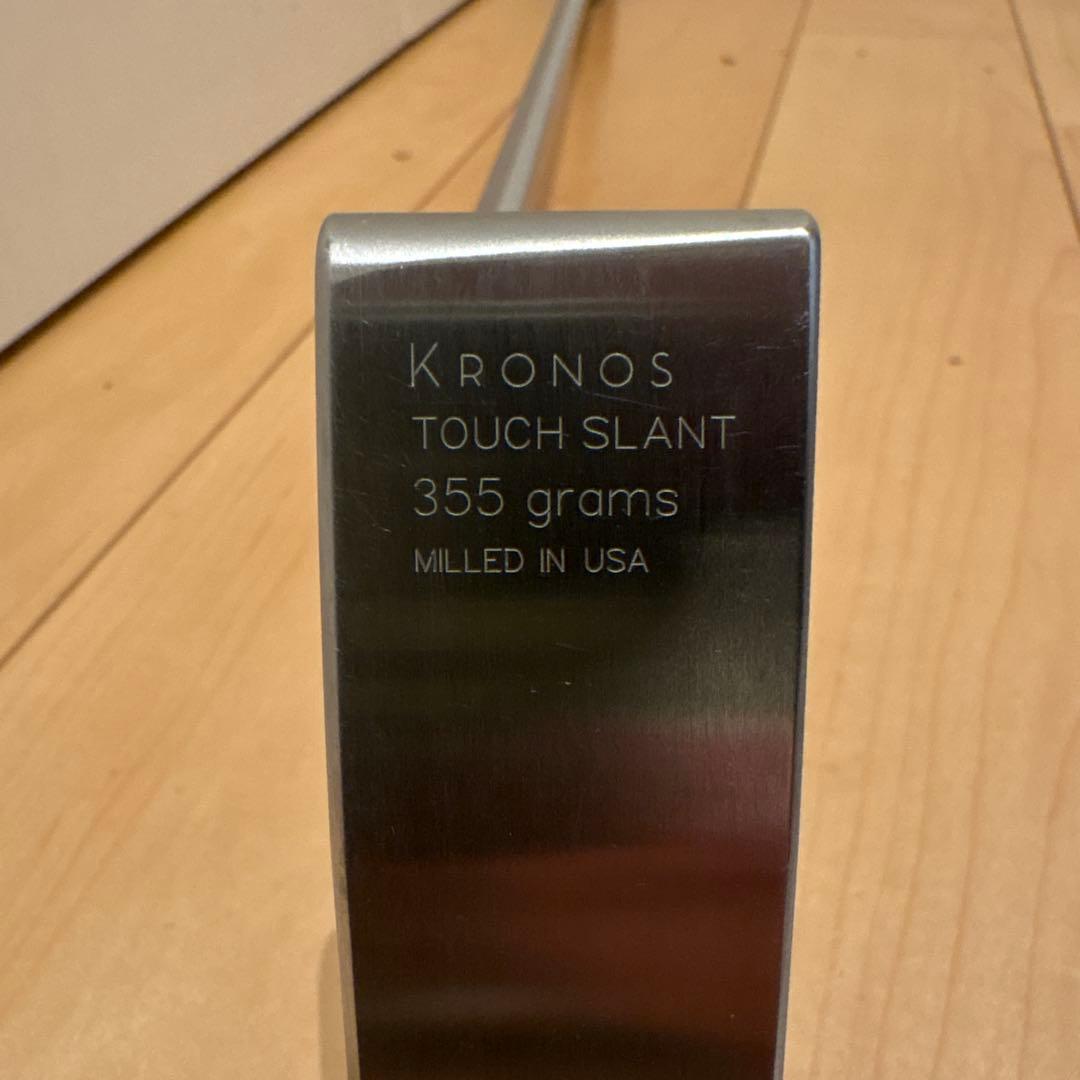 KRONOS
TOUCH SLANT
355 grams
MILLED IN USA